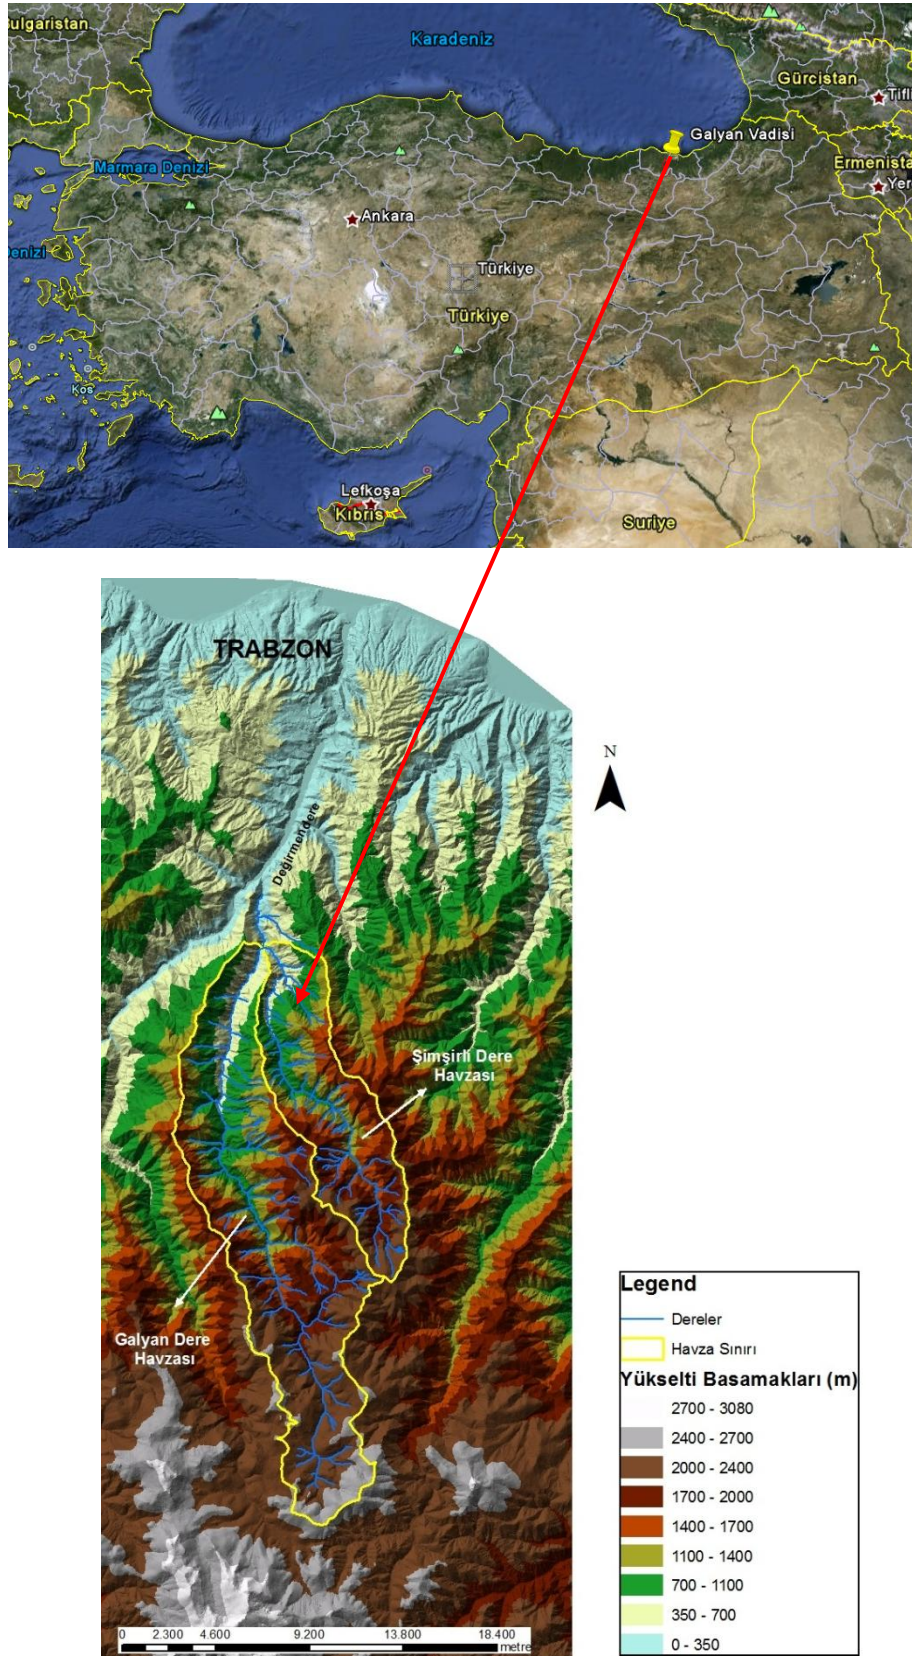 Karadeniz
ulgaristan
Gürcistan
Tifli
Galyan Vadisi
Marmara Denizi
Ermenista
Yer
Ankara
Denizi
Türkiye
Türkiye
Kos
Lefkoşa
Kıbrıs
Suriye
TRABZON
N
Değirmendere
Şimşirli Dere
Havzası
Galyan Dere
Havzası
Legend
Dereler
Havza Sınırı
Yükselti Basamakları (m)
2700 - 3080
2400 - 2700
2000 - 2400
1700 - 2000
1400 - 1700
1100 - 1400
700 - 1100
350 - 700
0 - 350
0 2.300 4.600 9.200 13.800 18.400
metre